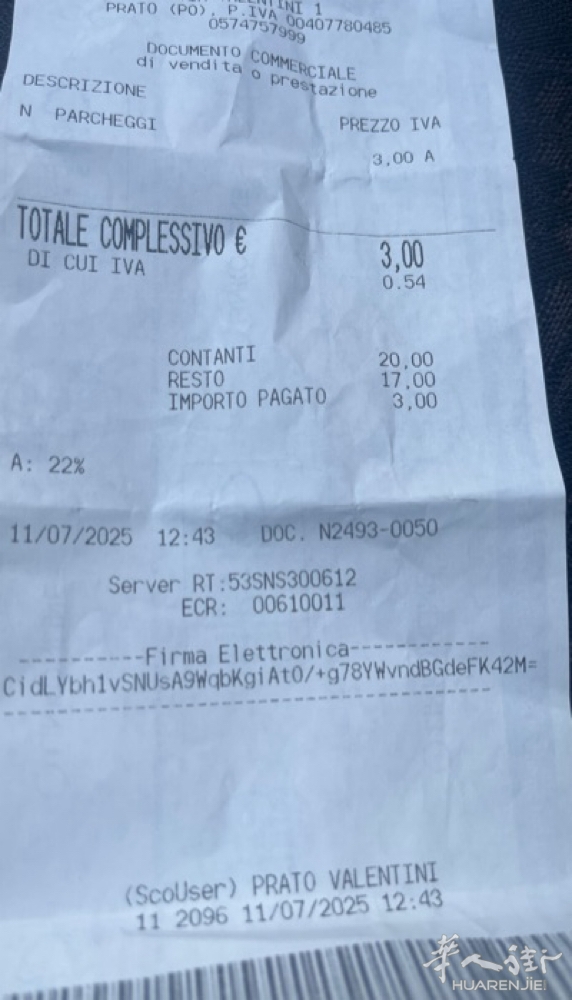 NTINI 1
PRATO (PO), P.IVA 00407780485
0574757999
DOCUMENTO COMMERCIALE
di vendita o prestazione
DESCRIZIONE
PREZZO IVA
N PARCHEGGI
3,00 A
TOTALE COMPLESSIVO € 3,00
DI CUI IVA 0.54
CONTANTI 20,00
RESTO 17,00
IMPORTO PAGATO 3,00
A: 22%
11/07/2025 12:43 DOC. N2493-0050
Server RT:53SNS300612
ECR: 00610011
----------Firma Elettronica-----------
CidLYbh1vSNUsA9WqbKgiAt0/+g78YWvndBGdeFK42M=
(ScoUser) PRATO VALENTINI
11 2096 11/07/2025 12:43
華人街
HUARENJIE